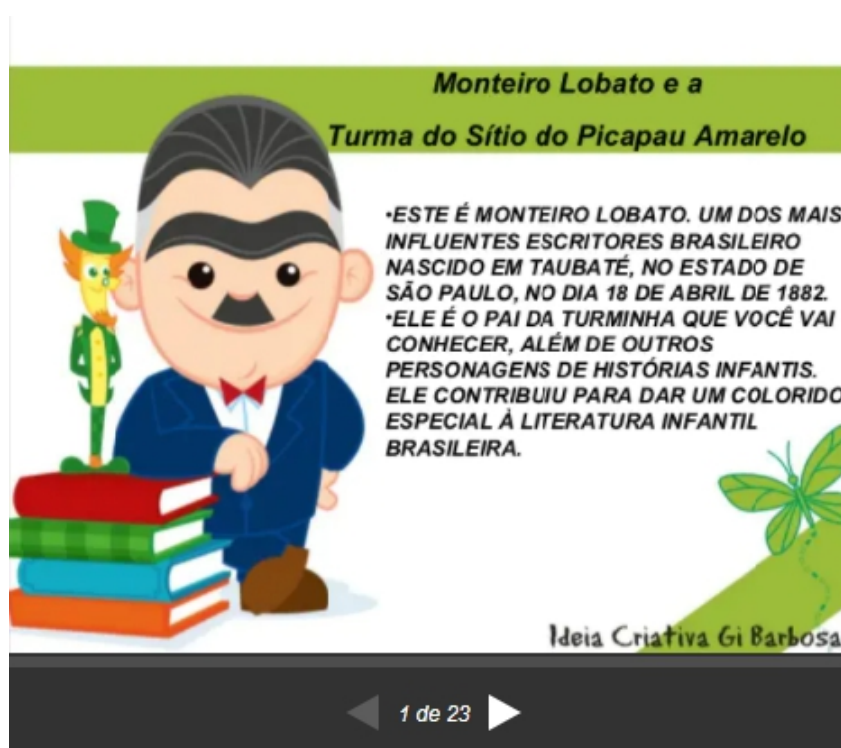 Monteiro Lobato e a
Turma do Sítio do Picapau Amarelo
•ESTE É MONTEIRO LOBATO. UM DOS MAIS
INFLUENTES ESCRITORES BRASILEIRO
NASCIDO EM TAUBATÉ, NO ESTADO DE
SÃO PAULO, NO DIA 18 DE ABRIL DE 1882.
•ELE É O PAI DA TURMINHA QUE VOCÊ VAI
CONHECER, ALÉM DE OUTROS
PERSONAGENS DE HISTÓRIAS INFANTIS.
ELE CONTRIBUIU PARA DAR UM COLORIDO
ESPECIAL À LITERATURA INFANTIL
BRASILEIRA.
Ideia Criativa Gi Barbosa
1 de 23